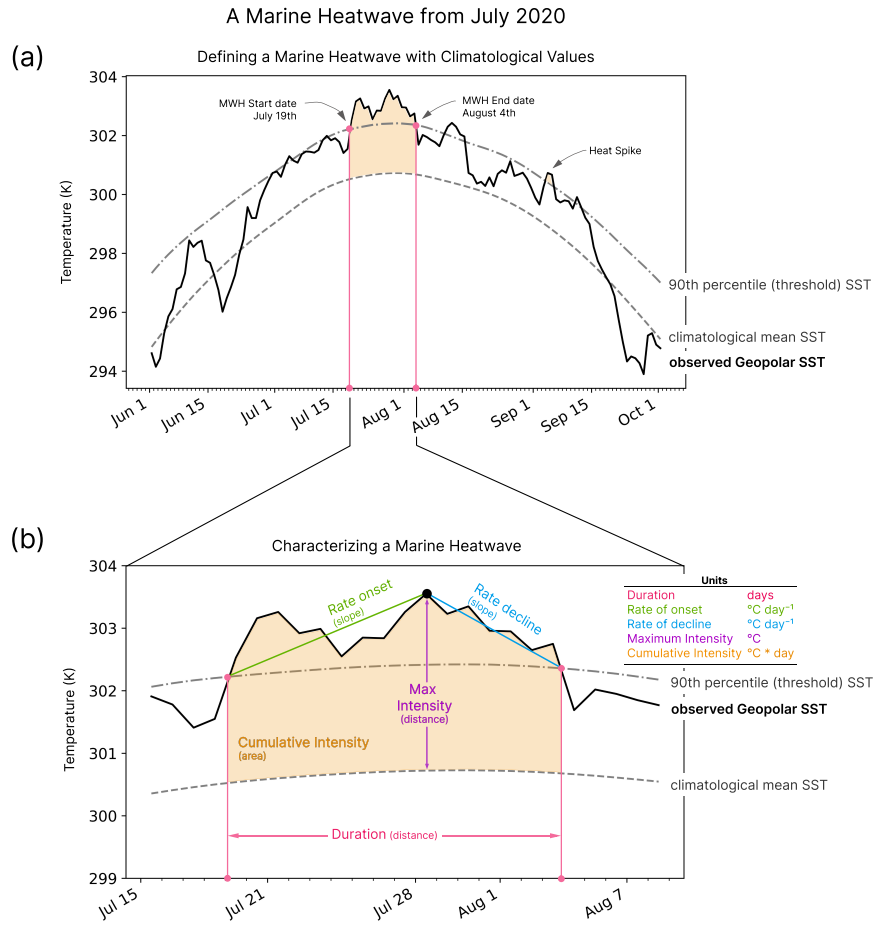 A Marine Heatwave from July 2020
(a)
Defining a Marine Heatwave with Climatological Values
304
302
300
298
296
294
Temperature (K)
MWH Start date
July 19th
MWH End date
August 4th
Heat Spike
90th percentile (threshold) SST
climatological mean SST
observed Geopolar SST
Jun 1
Jun 15
Jul 1
Jul 15
Aug 1
Aug 15
Sep 1
Sep 15
Oct 1
(b)
Characterizing a Marine Heatwave
304
303
302
301
300
299
Temperature (K)
Rate onset
(slope)
Rate decline
(slope)
Max
Intensity
(distance)
Cumulative Intensity
(area)
Duration (distance)
Units
Duration days
Rate of onset °C day⁻¹
Rate of decline °C day⁻¹
Maximum Intensity °C
Cumulative Intensity °C * day
90th percentile (threshold) SST
observed Geopolar SST
climatological mean SST
Jul 15
Jul 21
Jul 28
Aug 1
Aug 7